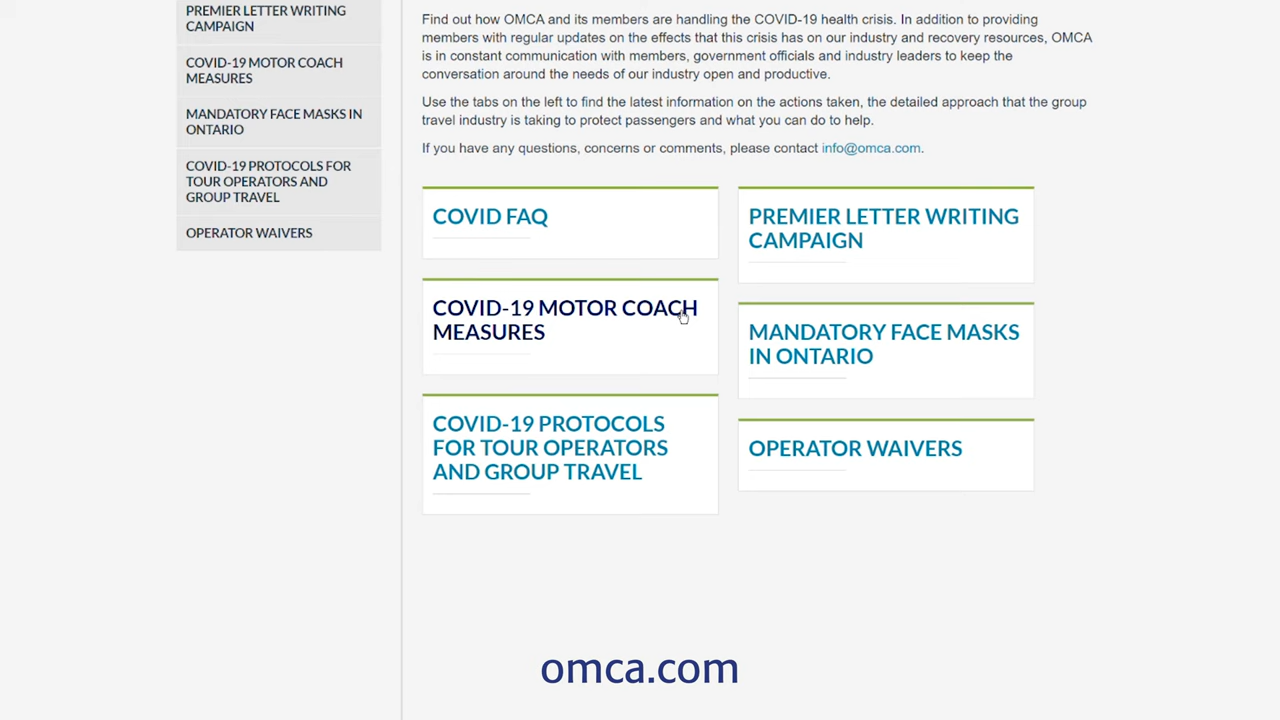 PREMIER LETTER WRITING
CAMPAIGN
COVID-19 MOTOR COACH
MEASURES
MANDATORY FACE MASKS IN
ONTARIO
COVID-19 PROTOCOLS FOR
TOUR OPERATORS AND
GROUP TRAVEL
OPERATOR WAIVERS
Find out how OMCA and its members are handling the COVID-19 health crisis. In addition to providing
members with regular updates on the effects that this crisis has on our industry and recovery resources, OMCA
is in constant communication with members, government officials and industry leaders to keep the
conversation around the needs of our industry open and productive.
Use the tabs on the left to find the latest information on the actions taken, the detailed approach that the group
travel industry is taking to protect passengers and what you can do to help.
If you have any questions, concerns or comments, please contact info@omca.com.
COVID FAQ
PREMIER LETTER WRITING
CAMPAIGN
COVID-19 MOTOR COACH
MEASURES
MANDATORY FACE MASKS
IN ONTARIO
COVID-19 PROTOCOLS
FOR TOUR OPERATORS
AND GROUP TRAVEL
OPERATOR WAIVERS
omca.com